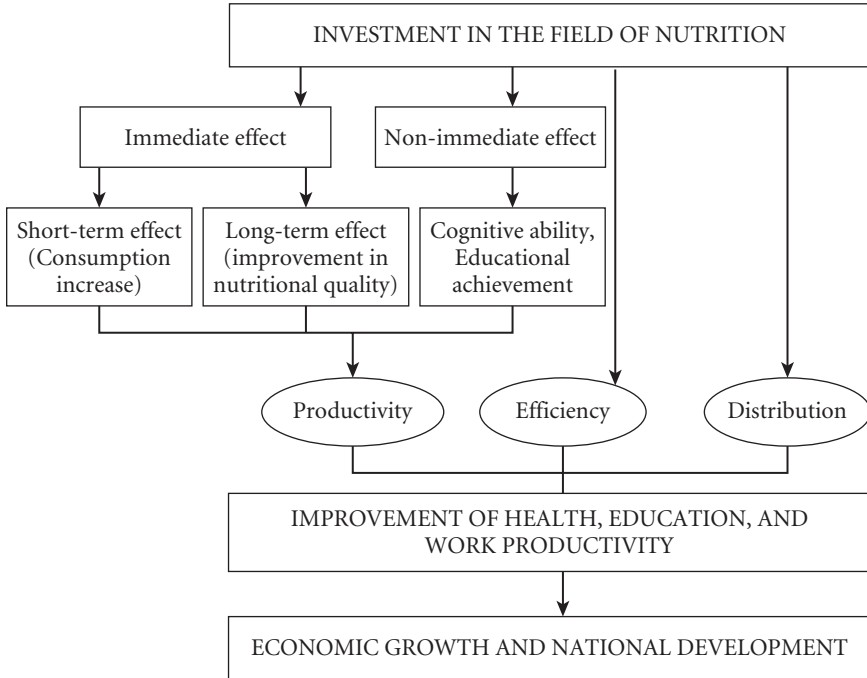 INVESTMENT IN THE FIELD OF NUTRITION
Immediate effect
Non-immediate effect
Short-term effect
(Consumption
increase)
Long-term effect
(improvement in
nutritional quality)
Cognitive ability,
Educational
achievement
Productivity
Efficiency
Distribution
IMPROVEMENT OF HEALTH, EDUCATION, AND
WORK PRODUCTIVITY
ECONOMIC GROWTH AND NATIONAL DEVELOPMENT